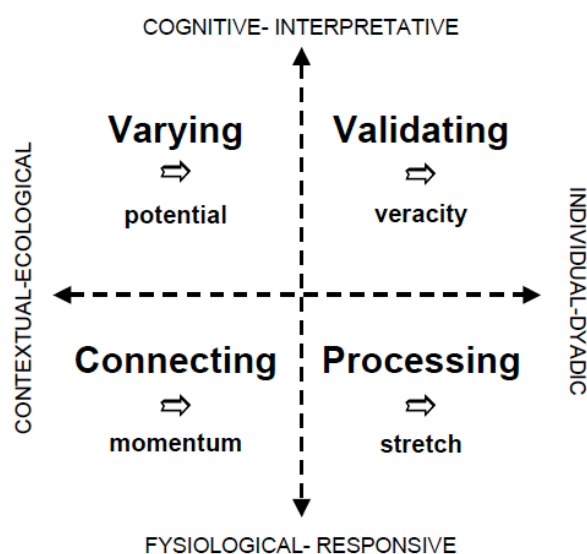 COGNITIVE- INTERPRETATIVE
CONTEXTUAL-ECOLOGICAL
Varying
potential
Validating
veracity
INDIVIDUAL-DYADIC
Connecting
momentum
Processing
stretch
FYSIOLOGICAL- RESPONSIVE